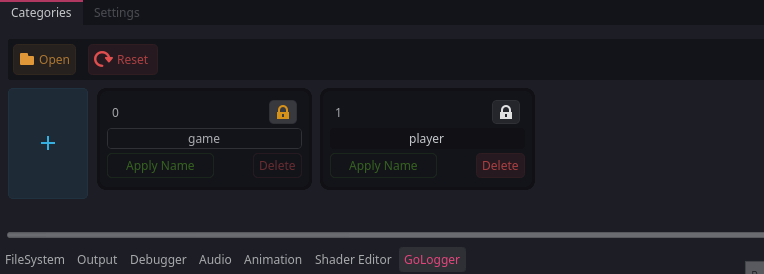 Categories Settings
Open Reset
0 1
game player
Apply Name Delete Apply Name Delete
FileSystem Output Debugger Audio Animation Shader Editor GoLogger